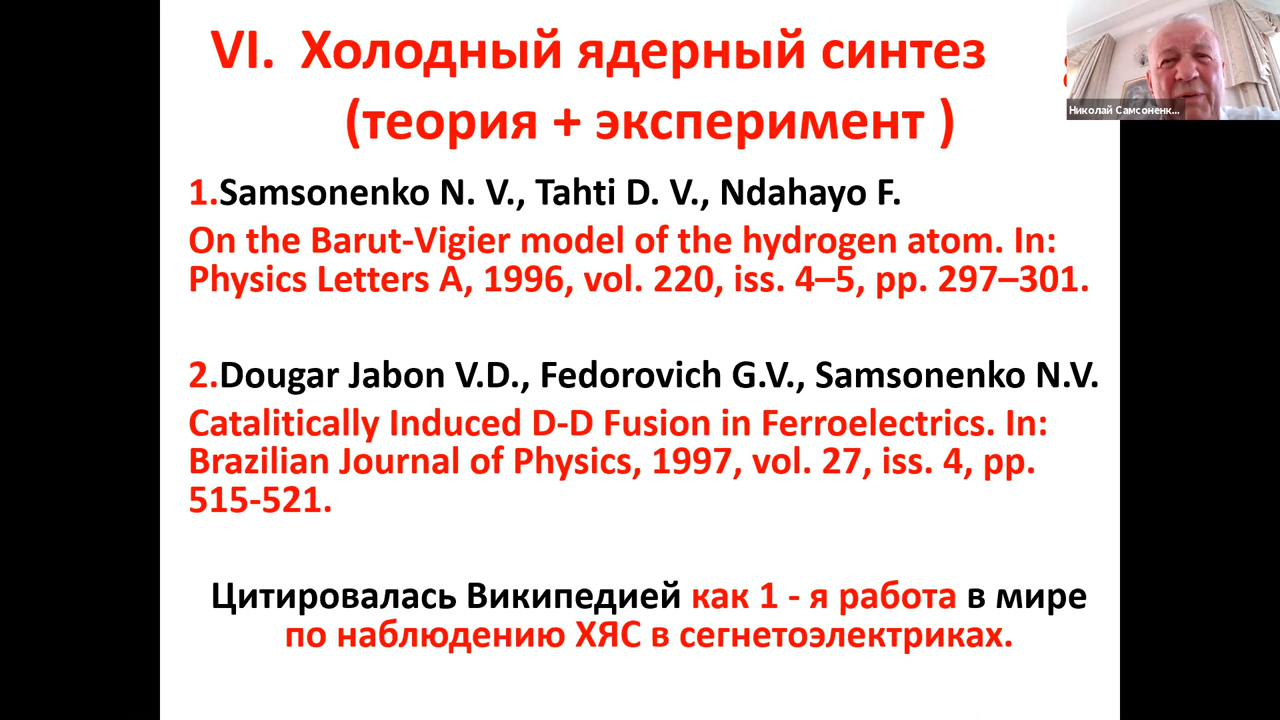 VI. Холодный ядерный синтез
(теория + эксперимент )
Николай Самсоненк...
1.Samsonenko N. V., Tahti D. V., Ndahayo F.
On the Barut-Vigier model of the hydrogen atom. In:
Physics Letters A, 1996, vol. 220, iss. 4–5, pp. 297–301.
2.Dougar Jabon V.D., Fedorovich G.V., Samsonenko N.V.
Catalitically Induced D-D Fusion in Ferroelectrics. In:
Brazilian Journal of Physics, 1997, vol. 27, iss. 4, pp.
515-521.
Цитировалась Википедией как 1 - я работа в мире
по наблюдению ХЯС в сегнетоэлектриках.